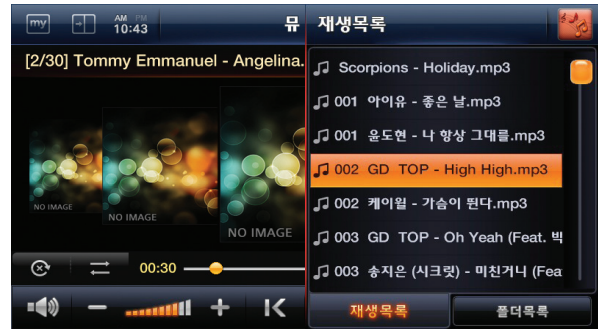 my
AM PM
10:43
뮤
[2/30] Tommy Emmanuel - Angelina.
NO IMAGE
NO IMAGE
NO IMAGE
00:30
재생목록
Scorpions - Holiday.mp3
001 아이유 - 좋은 날.mp3
001 윤도현 - 나 항상 그대를.mp3
002 GD TOP - High High.mp3
002 케이윌 - 가슴이 뛴다.mp3
003 GD TOP - Oh Yeah (Feat. 빅
003 송지은 (시크릿) - 미친거니 (Fea
재생목록
폴더목록